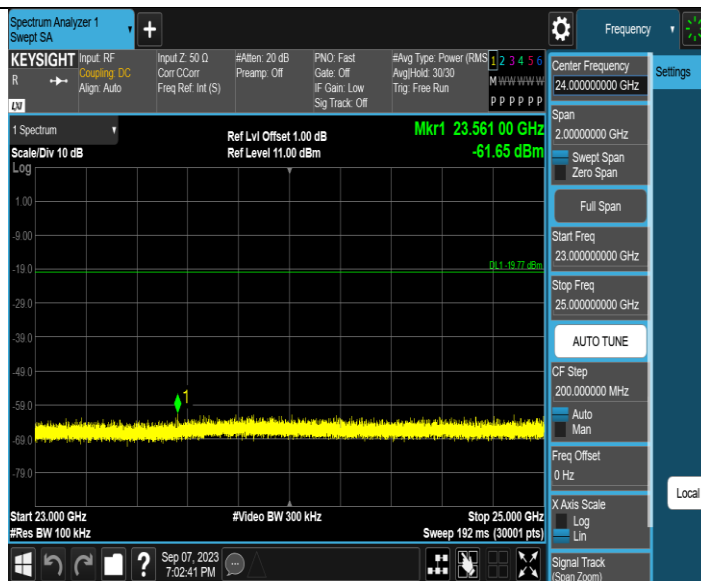 Spectrum Analyzer 1
Swept SA
+
Frequency
KEYSIGHT
R
LXI
Input: RF
Coupling: DC
Align: Auto
Input Z: 50 Ω
Corr CCorr
Freq Ref: Int (S)
#Atten: 20 dB
Preamp: Off
PNO: Fast
Gate: Off
IF Gain: Low
Sig Track: Off
#Avg Type: Power (RMS
Avg|Hold: 30/30
Trig: Free Run
1 2 3 4 5 6
M W W W W W
P P P P P P
1 Spectrum
Scale/Div 10 dB
Log
Ref Lvl Offset 1.00 dB
Ref Level 11.00 dBm
Mkr1 23.561 00 GHz
-61.65 dBm
1.00
-9.00
-19.0
DL1 -19.77 dBm
-29.0
-39.0
-49.0
-59.0
1
-69.0
-79.0
Start 23.000 GHz
#Res BW 100 kHz
#Video BW 300 kHz
Stop 25.000 GHz
Sweep 192 ms (30001 pts)
?
Sep 07, 2023
7:02:41 PM
Center Frequency
24.000000000 GHz
Settings
Span
2.00000000 GHz
Swept Span
Zero Span
Full Span
Start Freq
23.000000000 GHz
Stop Freq
25.000000000 GHz
AUTO TUNE
CF Step
200.000000 MHz
Auto
Man
Freq Offset
0 Hz
X Axis Scale
Log
Lin
Local
Signal Track
(Span Zoom)